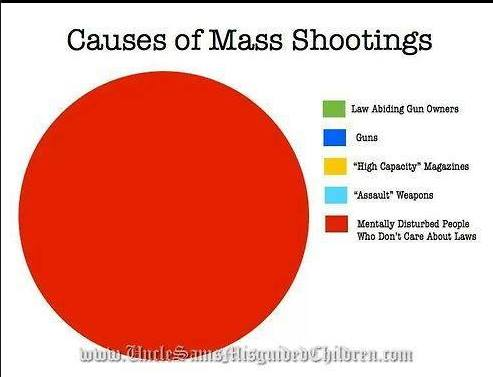 Causes of Mass Shootings
Law Abiding Gun Owners
Guns
“High Capacity” Magazines
“Assault” Weapons
Mentally Disturbed People
Who Don't Care About Laws
www.UncleSamsMisguidedChildren.com